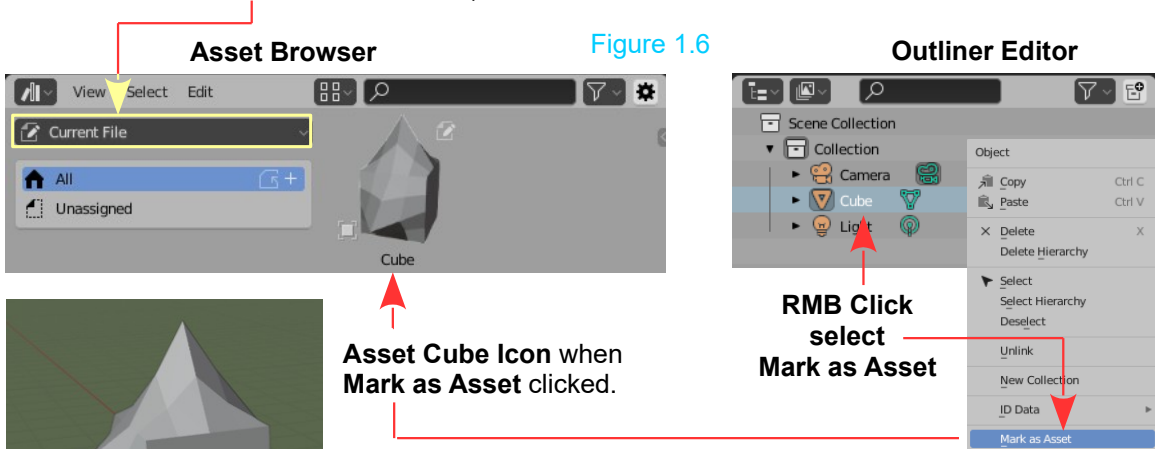 Figure 1.6
Asset Browser
Outliner Editor
View Select Edit
Current File
All
Unassigned
Cube
Scene Collection
Collection
Camera
Cube
Light
Object
Copy Ctrl C
Paste Ctrl V
Delete X
Delete Hierarchy
Select
Select Hierarchy
Deselect
Unlink
New Collection
ID Data
Mark as Asset
RMB Click
select
Mark as Asset
Asset Cube Icon when
Mark as Asset clicked.